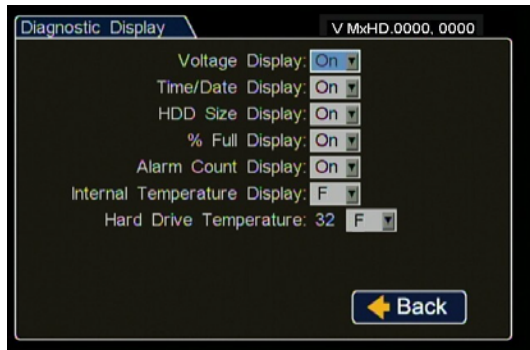 Diagnostic Display V MxHD.0000, 0000
Voltage Display: On
Time/Date Display: On
HDD Size Display: On
% Full Display: On
Alarm Count Display: On
Internal Temperature Display: F
Hard Drive Temperature: 32 F
Back